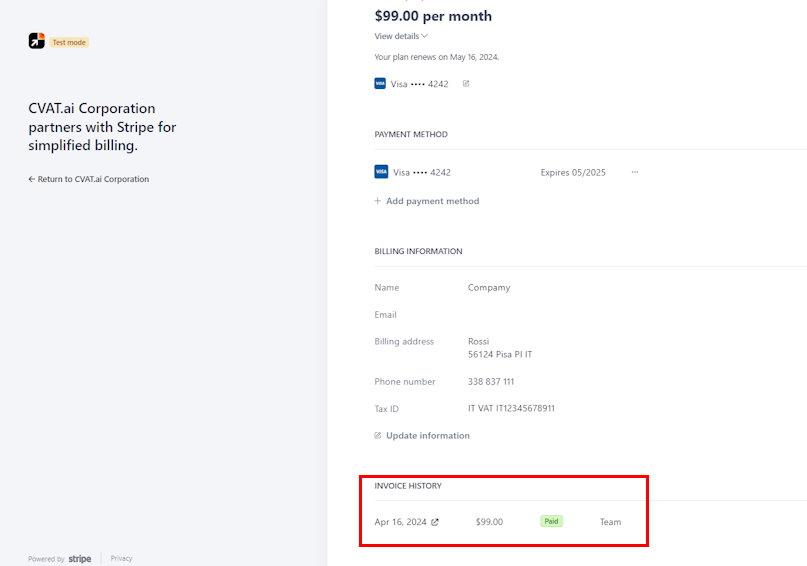 Test mode
CVAT.ai Corporation
partners with Stripe for
simplified billing.
← Return to CVAT.ai Corporation
Powered by stripe Privacy
$99.00 per month
View details
Your plan renews on May 16, 2024.
VISA Visa •••• 4242
PAYMENT METHOD
VISA Visa •••• 4242 Expires 05/2025 ···
+ Add payment method
BILLING INFORMATION
Name Compamy
Email
Billing address Rossi
56124 Pisa PI IT
Phone number 338 837 111
Tax ID IT VAT IT12345678911
Update information
INVOICE HISTORY
Apr 16, 2024 $99.00 Paid Team